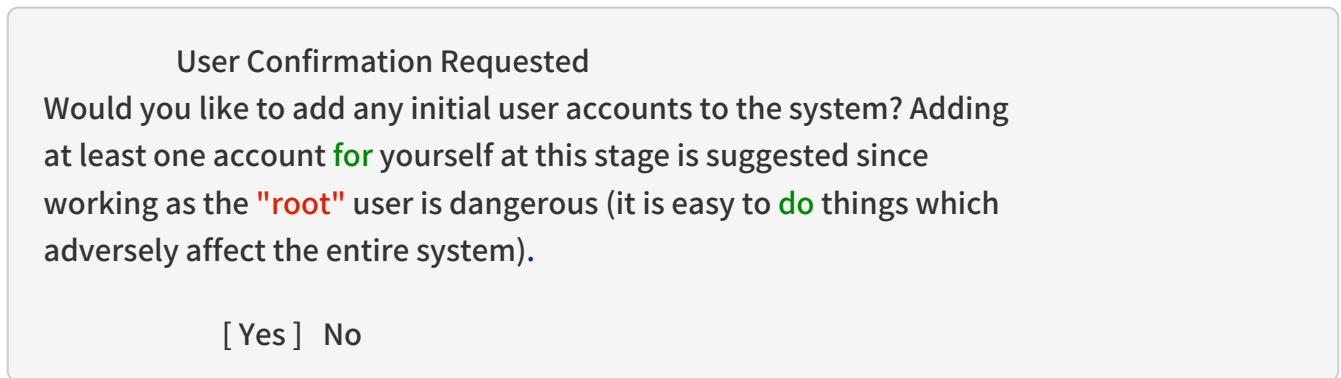 User Confirmation Requested
Would you like to add any initial user accounts to the system? Adding
at least one account for yourself at this stage is suggested since
working as the "root" user is dangerous (it is easy to do things which
adversely affect the entire system).
[ Yes ] No